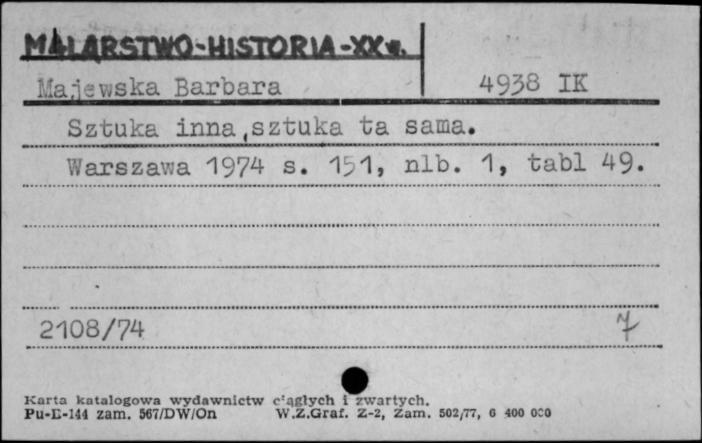 MALARSTWO-HISTORIA-XX w.
Majewska Barbara 4938 IK
Sztuka inna, sztuka ta sama.
Warszawa 1974 s. 151, nlb. 1, tabl 49.
2108/74 7
Karta katalogowa wydawnictw ciągłych i zwartych.
Pu-E-144 zam. 567/DW/On W.Z.Graf. Z-2, Zam. 502/77, 6 400 000